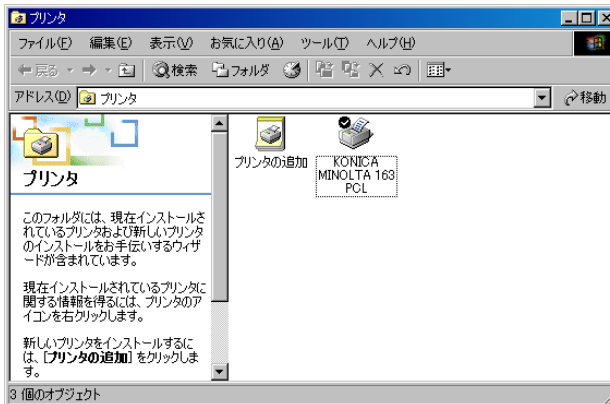 プリンタ
ファイル(F) 編集(E) 表示(V) お気に入り(A) ツール(T) ヘルプ(H)
戻る 検索 フォルダ
アドレス(D) プリンタ 移動
プリンタ
このフォルダには、現在インストールさ
れているプリンタおよび新しいプリンタ
のインストールをお手伝いするウィザ
ードが含まれています。
現在インストールされているプリンタに
関する情報を得るには、プリンタのア
イコンを右クリックします。
新しいプリンタをインストールするに
は、[プリンタの追加] をクリックしま
す。
プリンタの追加
KONICA
MINOLTA 163
PCL
3 個のオブジェクト